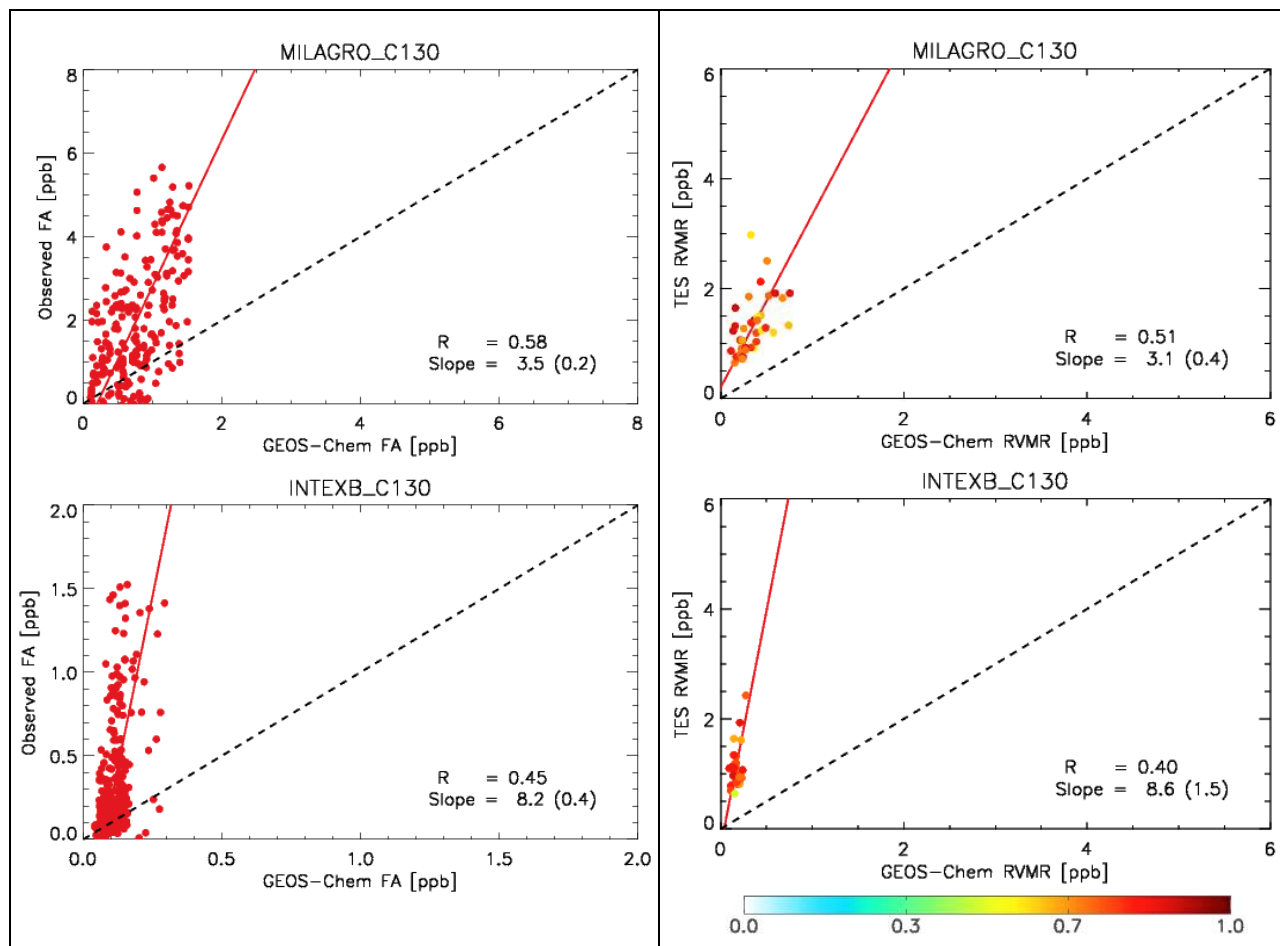 MILAGRO_C130
8
6
4
2
0
Observed FA [ppb]
R = 0.58
Slope = 3.5 (0.2)
0 2 4 6 8
GEOS-Chem FA [ppb]
MILAGRO_C130
6
4
2
0
TES RVMR [ppb]
R = 0.51
Slope = 3.1 (0.4)
0 2 4 6
GEOS-Chem RVMR [ppb]
INTEXB_C130
2.0
1.5
1.0
0.5
0.0
Observed FA [ppb]
R = 0.45
Slope = 8.2 (0.4)
0.0 0.5 1.0 1.5 2.0
GEOS-Chem FA [ppb]
INTEXB_C130
6
4
2
0
TES RVMR [ppb]
R = 0.40
Slope = 8.6 (1.5)
0 2 4 6
GEOS-Chem RVMR [ppb]
0.0 0.3 0.7 1.0